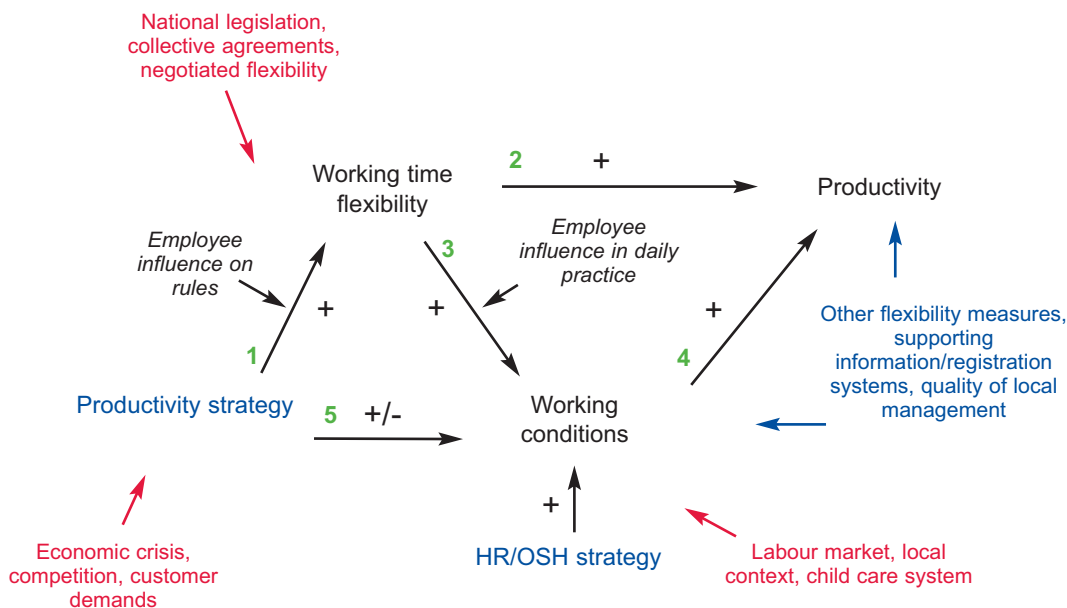 National legislation,
collective agreements,
negotiated flexibility
2
+
Working time
flexibility
Productivity
Employee
influence on
rules
3
Employee
influence in daily
practice
+
+
+
1
4
Other flexibility measures,
supporting
information/registration
systems, quality of local
management
Productivity strategy
5
+/-
Working
conditions
+
HR/OSH strategy
Economic crisis,
competition, customer
demands
Labour market, local
context, child care system